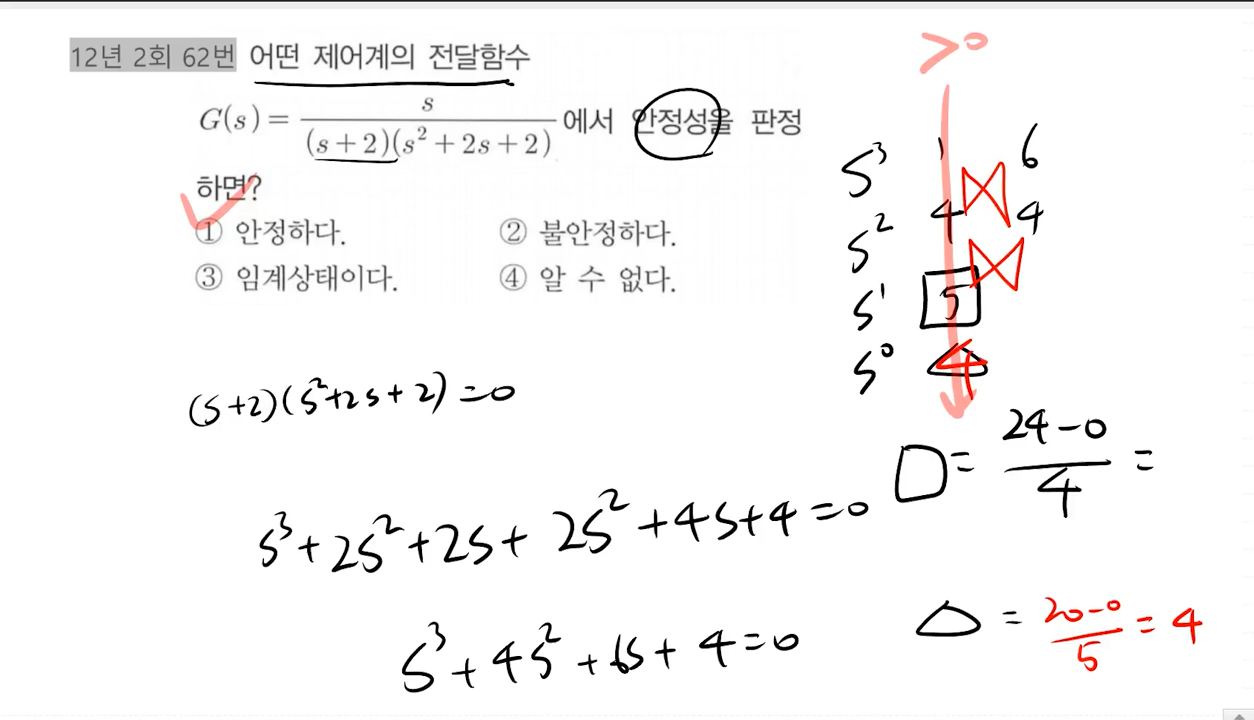 12년 2회 62번 어떤 제어계의 전달함수
G(s) = s / (s+2)(s²+2s+2) 에서 안정성을 판정
하면?
① 안정하다. ② 불안정하다.
③ 임계상태이다. ④ 알 수 없다.
(s+2)(s²+2s+2)=0
s³+2s²+2s+2s²+4s+4=0
s³+4s²+6s+4=0
>0
s³ 1 6
s² 4 4
s¹ 5
s⁰ 4
□ = 24-0 / 4 =
△ = 20-0 / 5 = 4